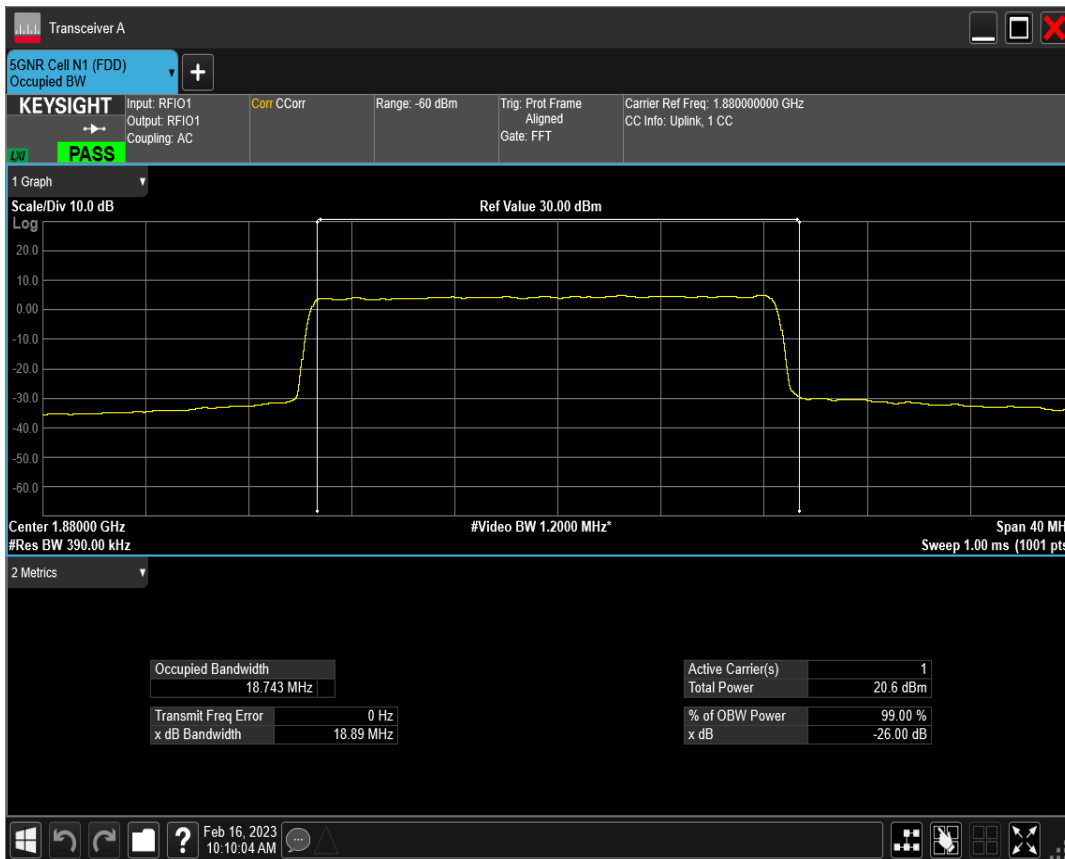 Transceiver A
5GNR Cell N1 (FDD)
Occupied BW
KEYSIGHT
LXI
PASS
Input: RFIO1
Output: RFIO1
Coupling: AC
Corr CCorr
Range: -60 dBm
Trig: Prot Frame
Aligned
Gate: FFT
Carrier Ref Freq: 1.880000000 GHz
CC Info: Uplink, 1 CC
1 Graph
Scale/Div 10.0 dB
Ref Value 30.00 dBm
Log
20.0
10.0
0.00
-10.0
-20.0
-30.0
-40.0
-50.0
-60.0
Center 1.88000 GHz
#Video BW 1.2000 MHz*
Span 40 MH
#Res BW 390.00 kHz
Sweep 1.00 ms (1001 pts
2 Metrics
Occupied Bandwidth
18.743 MHz
Transmit Freq Error 0 Hz
x dB Bandwidth 18.89 MHz
Active Carrier(s) 1
Total Power 20.6 dBm
% of OBW Power 99.00 %
x dB -26.00 dB
Feb 16, 2023
10:10:04 AM